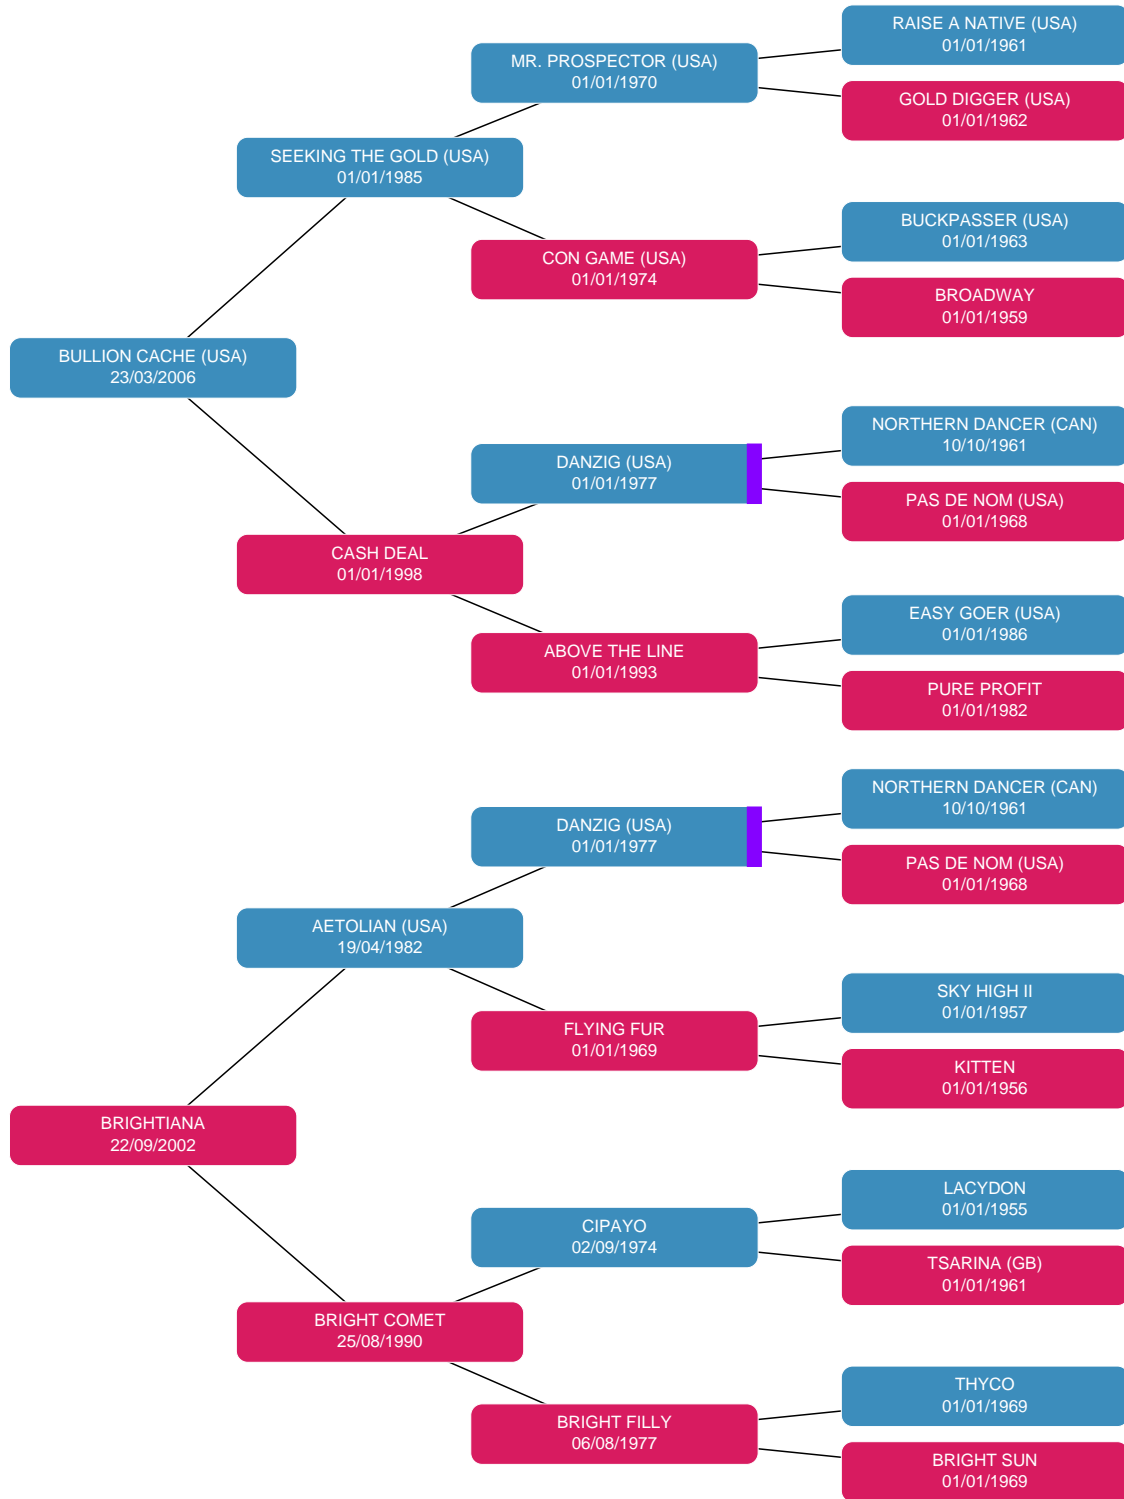 RAISE A NATIVE (USA)
01/01/1961
MR. PROSPECTOR (USA)
01/01/1970
GOLD DIGGER (USA)
01/01/1962
SEEKING THE GOLD (USA)
01/01/1985
BUCKPASSER (USA)
01/01/1963
CON GAME (USA)
01/01/1974
BROADWAY
01/01/1959
BULLION CACHE (USA)
23/03/2006
NORTHERN DANCER (CAN)
10/10/1961
DANZIG (USA)
01/01/1977
PAS DE NOM (USA)
01/01/1968
CASH DEAL
01/01/1998
EASY GOER (USA)
01/01/1986
ABOVE THE LINE
01/01/1993
PURE PROFIT
01/01/1982
NORTHERN DANCER (CAN)
10/10/1961
DANZIG (USA)
01/01/1977
PAS DE NOM (USA)
01/01/1968
AETOLIAN (USA)
19/04/1982
SKY HIGH II
01/01/1957
FLYING FUR
01/01/1969
KITTEN
01/01/1956
BRIGHTIANA
22/09/2002
LACYDON
01/01/1955
CIPAYO
02/09/1974
TSARINA (GB)
01/01/1961
BRIGHT COMET
25/08/1990
THYCO
01/01/1969
BRIGHT FILLY
06/08/1977
BRIGHT SUN
01/01/1969